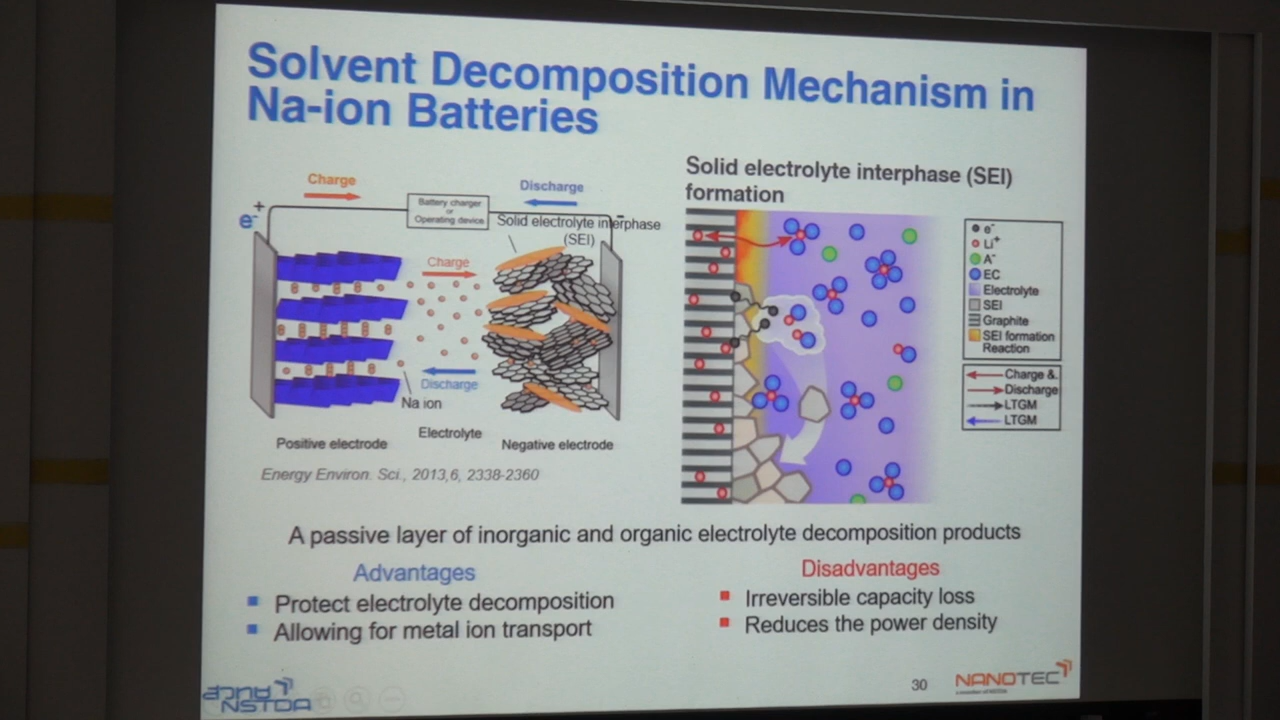 Solvent Decomposition Mechanism in
Na-ion Batteries
Charge
Discharge
+
e-
Battery charger
or
Operating device
-
Solid electrolyte interphase
(SEI)
Charge
Discharge
Na ion
Positive electrode
Electrolyte
Negative electrode
Energy Environ. Sci., 2013,6, 2338-2360
Solid electrolyte interphase (SEI)
formation
e-
Li+
A-
EC
Electrolyte
SEI
Graphite
SEI formation
Reaction
Charge &
Discharge
LTGM
LTGM
A passive layer of inorganic and organic electrolyte decomposition products
Advantages
Protect electrolyte decomposition
Allowing for metal ion transport
Disadvantages
Irreversible capacity loss
Reduces the power density
NSTDA
30
NANOTEC